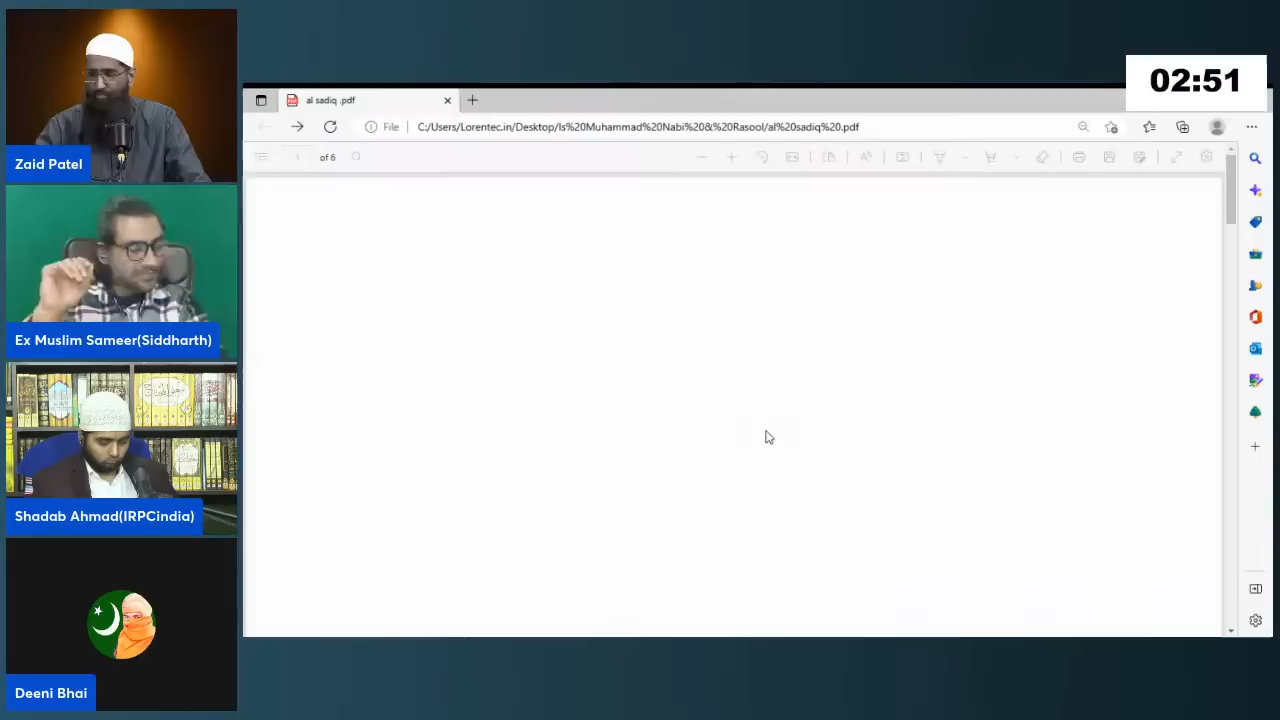 Zaid Patel
Ex Muslim Sameer(Siddharth)
Shadab Ahmad(IRPCindia)
Deeni Bhai
02:51
al sadiq .pdf
File
C:/Users/Lorentec.in/Desktop/Is%20Muhammad%20Nabi%20&%20Rasool/al%20sadiq%20.pdf
1 of 6